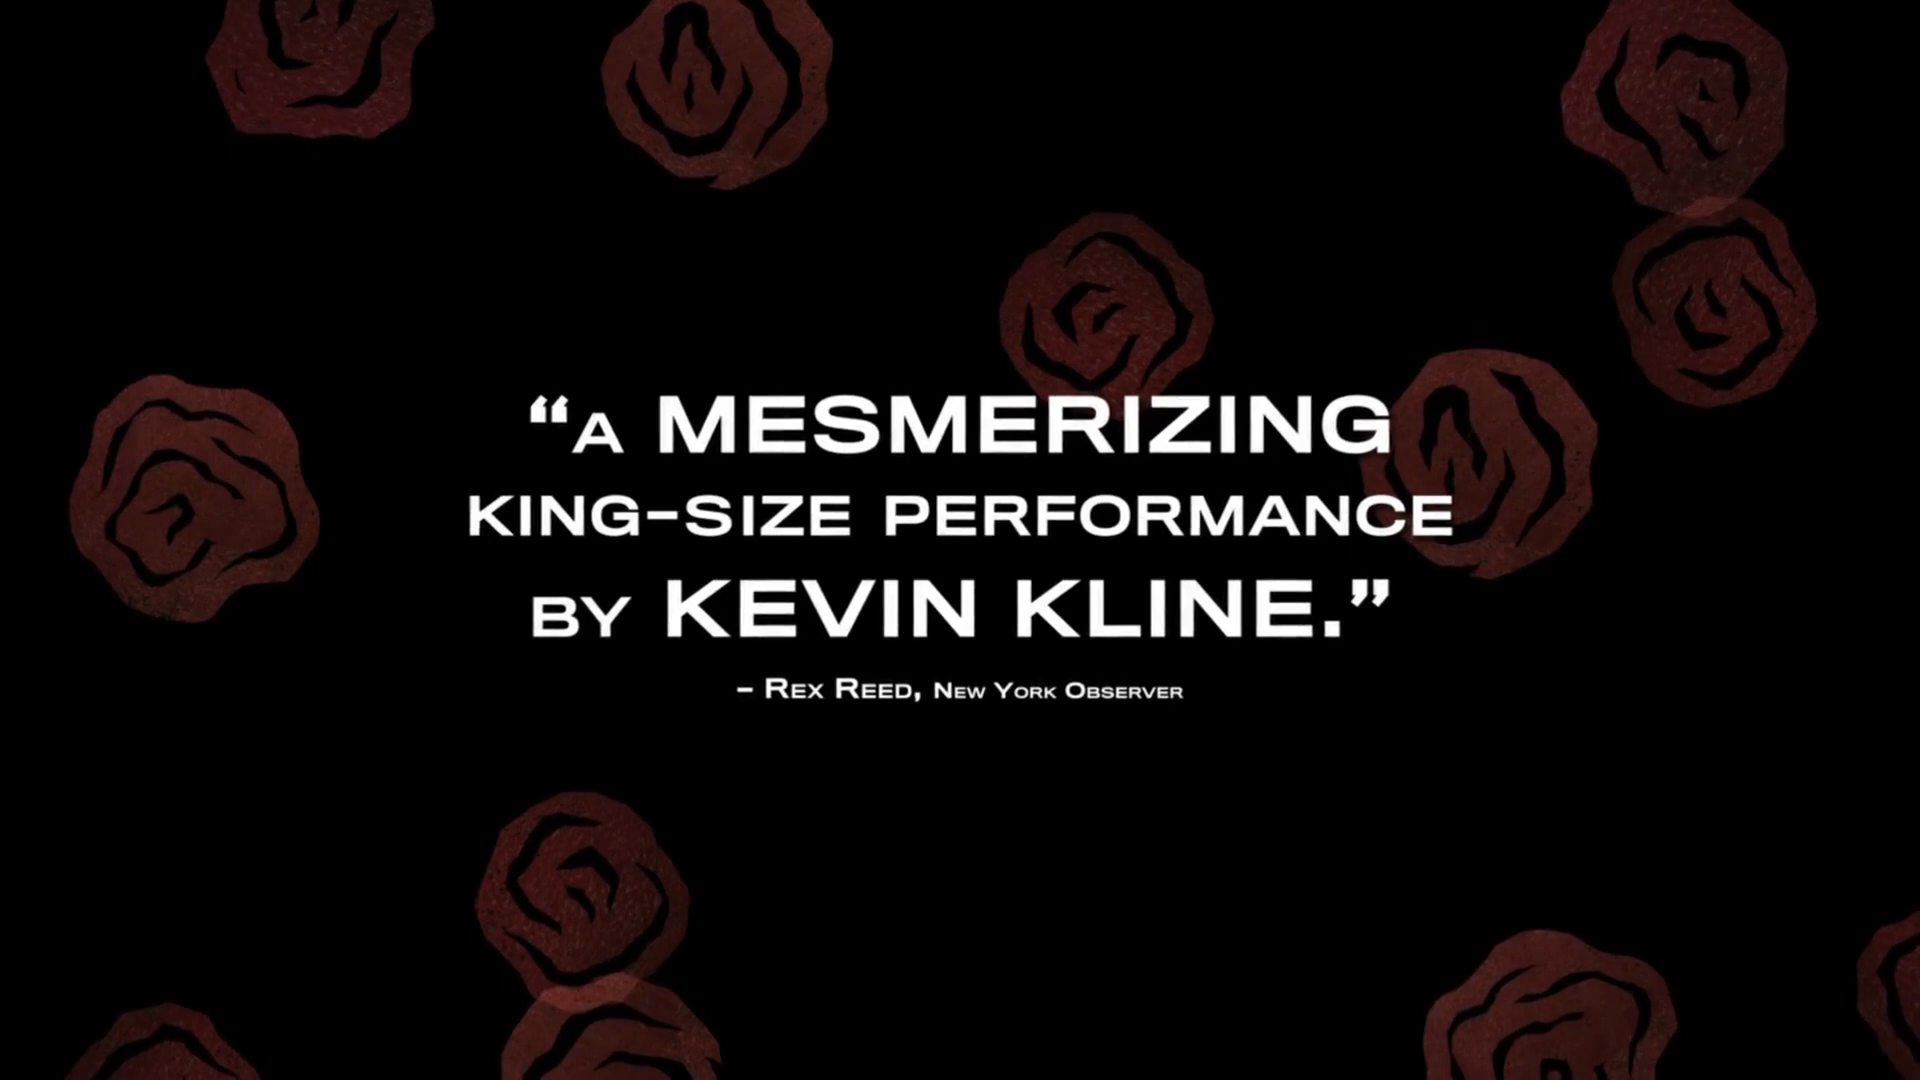 “A MESMERIZING
KING-SIZE PERFORMANCE
BY KEVIN KLINE.”
– REX REED, NEW YORK OBSERVER